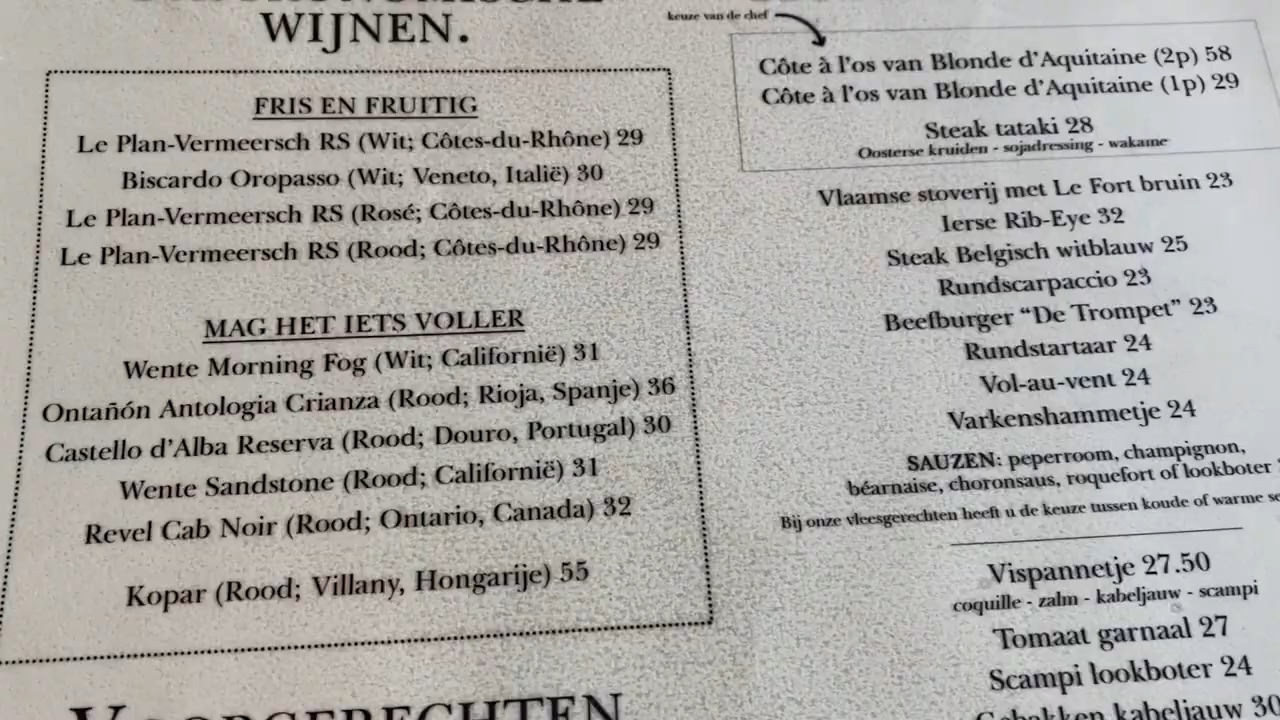 WIJNEN.
FRIS EN FRUITIG
Le Plan-Vermeersch RS (Wit; Côtes-du-Rhône) 29
Biscardo Oropasso (Wit; Veneto, Italië) 30
Le Plan-Vermeersch RS (Rosé; Côtes-du-Rhône) 29
Le Plan-Vermeersch RS (Rood; Côtes-du-Rhône) 29
MAG HET IETS VOLLER
Wente Morning Fog (Wit; Californië) 31
Ontañón Antologia Crianza (Rood; Rioja, Spanje) 36
Castello d'Alba Reserva (Rood; Douro, Portugal) 30
Wente Sandstone (Rood; Californië) 31
Revel Cab Noir (Rood; Ontario, Canada) 32
Kopar (Rood; Villany, Hongarije) 55
VOORGERECHTEN
keuze van de chef
Côte à l'os van Blonde d'Aquitaine (2p) 58
Côte à l'os van Blonde d'Aquitaine (1p) 29
Steak tataki 28
Oosterse kruiden - sojadressing - wakame
Vlaamse stoverij met Le Fort bruin 23
Ierse Rib-Eye 32
Steak Belgisch witblauw 25
Rundscarpaccio 23
Beefburger "De Trompet" 23
Rundstartaar 24
Vol-au-vent 24
Varkenshammetje 24
SAUZEN: peperroom, champignon,
béarnaise, choronsaus, roquefort of lookboter
Bij onze vleesgerechten heeft u de keuze tussen koude of warme
Vispannetje 27.50
coquille - zalm - kabeljauw - scampi
Tomaat garnaal 27
Scampi lookboter 24
Gebakken kabeljauw 30